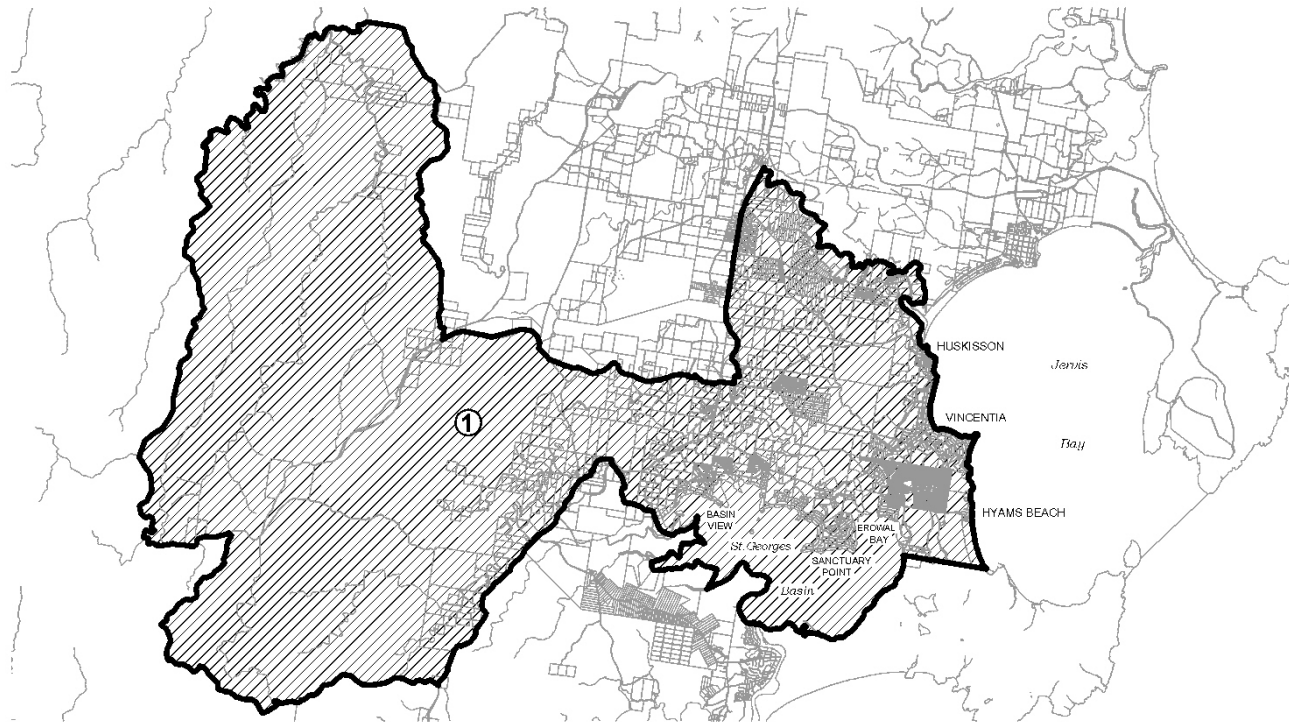 HUSKISSON
Jervis
VINCENTIA
1
Bay
HYAMS BEACH
BASIN
VIEW
EROWAL
BAY
St. Georges
SANCTUARY
POINT
Basin